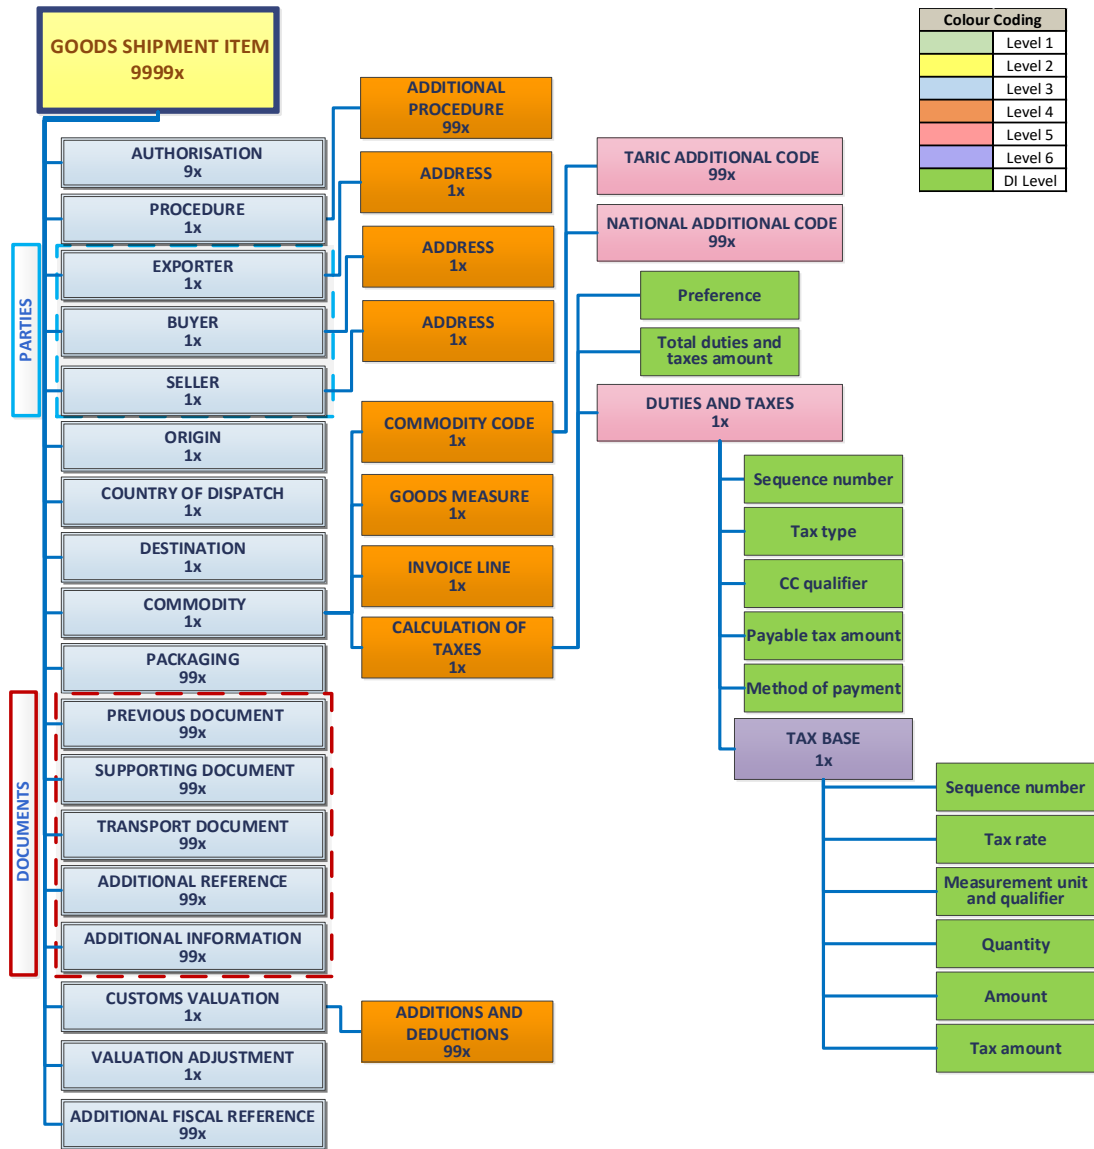 GOODS SHIPMENT ITEM
9999x
Colour Coding
Level 1
Level 2
Level 3
Level 4
Level 5
Level 6
DI Level
PARTIES
DOCUMENTS
AUTHORISATION
9x
PROCEDURE
1x
EXPORTER
1x
BUYER
1x
SELLER
1x
ORIGIN
1x
COUNTRY OF DISPATCH
1x
DESTINATION
1x
COMMODITY
1x
PACKAGING
99x
PREVIOUS DOCUMENT
99x
SUPPORTING DOCUMENT
99x
TRANSPORT DOCUMENT
99x
ADDITIONAL REFERENCE
99x
ADDITIONAL INFORMATION
99x
CUSTOMS VALUATION
1x
VALUATION ADJUSTMENT
1x
ADDITIONAL FISCAL REFERENCE
99x
ADDITIONAL
PROCEDURE
99x
ADDRESS
1x
ADDRESS
1x
ADDRESS
1x
COMMODITY CODE
1x
GOODS MEASURE
1x
INVOICE LINE
1x
CALCULATION OF
TAXES
1x
ADDITIONS AND
DEDUCTIONS
99x
TARIC ADDITIONAL CODE
99x
NATIONAL ADDITIONAL CODE
99x
Preference
Total duties and
taxes amount
DUTIES AND TAXES
1x
Sequence number
Tax type
CC qualifier
Payable tax amount
Method of payment
TAX BASE
1x
Sequence number
Tax rate
Measurement unit
and qualifier
Quantity
Amount
Tax amount